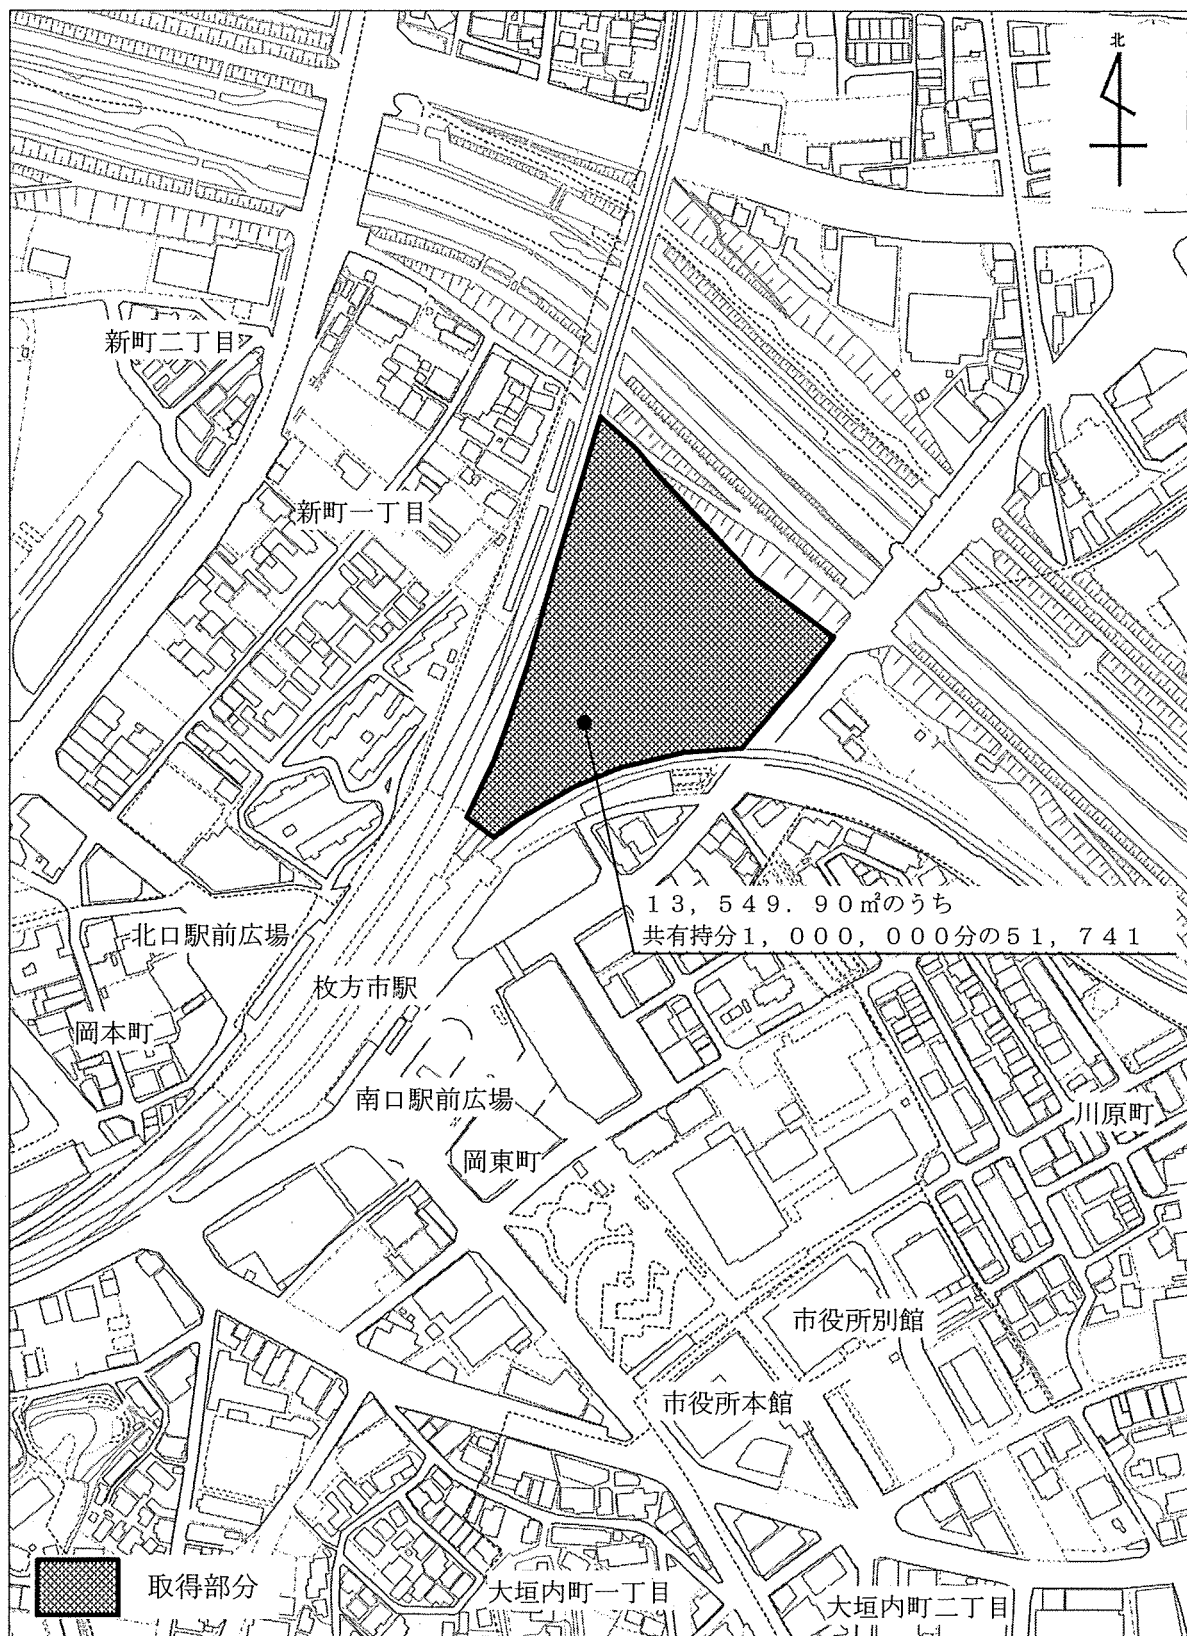 北
新町二丁目
新町一丁目
１３，５４９．９０㎡のうち
共有持分１，０００，０００分の５１，７４１
北口駅前広場
枚方市駅
岡本町
南口駅前広場
川原町
岡東町
市役所別館
市役所本館
取得部分
大垣内町一丁目
大垣内町二丁目